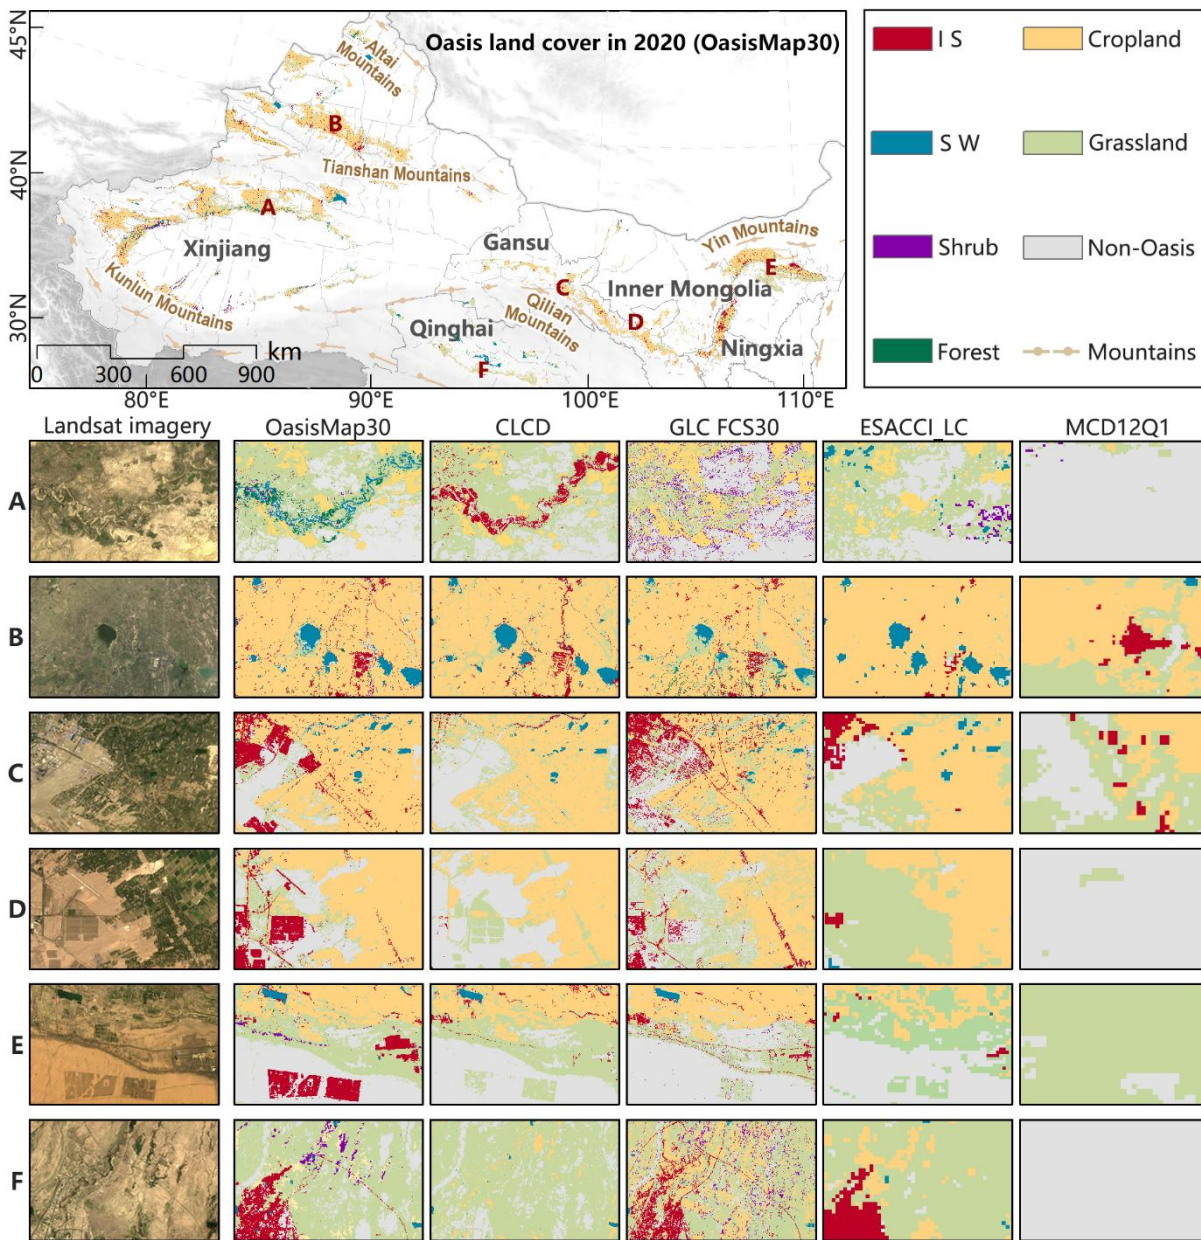 Oasis land cover in 2020 (OasisMap30)
45°N
40°N
30°N
Altai
Mountains
B
Tianshan Mountains
A
Xinjiang
Kunlun Mountains
Gansu
C
Qilian
Mountains
Qinghai
F
Inner Mongolia
D
Yin Mountains
E
Ningxia
km
0 300 600 900
80°E 90°E 100°E 110°E
I S
Cropland
S W
Grassland
Shrub
Non-Oasis
Forest
Mountains
Landsat imagery OasisMap30 CLCD GLC FCS30 ESACCI_LC MCD12Q1
A
B
C
D
E
F